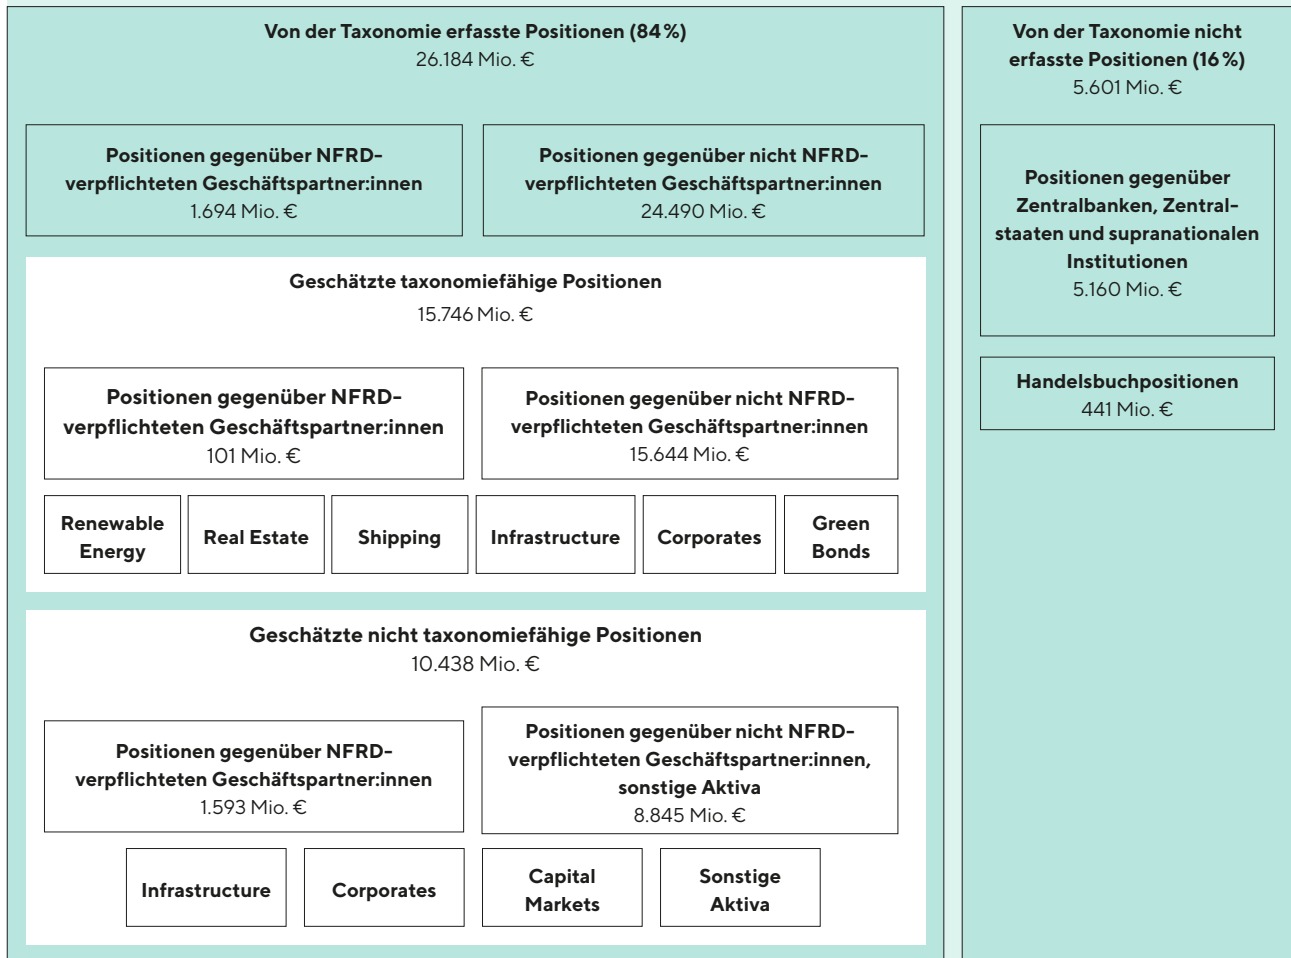 Von der Taxonomie erfasste Positionen (84 %)
26.184 Mio. €
Positionen gegenüber NFRD-
verpflichteten Geschäftspartner:innen
1.694 Mio. €
Positionen gegenüber nicht NFRD-
verpflichteten Geschäftspartner:innen
24.490 Mio. €
Geschätzte taxonomiefähige Positionen
15.746 Mio. €
Positionen gegenüber NFRD-
verpflichteten Geschäftspartner:innen
101 Mio. €
Positionen gegenüber nicht NFRD-
verpflichteten Geschäftspartner:innen
15.644 Mio. €
Renewable
Energy
Real Estate
Shipping
Infrastructure
Corporates
Green
Bonds
Geschätzte nicht taxonomiefähige Positionen
10.438 Mio. €
Positionen gegenüber NFRD-
verpflichteten Geschäftspartner:innen
1.593 Mio. €
Positionen gegenüber nicht NFRD-
verpflichteten Geschäftspartner:innen,
sonstige Aktiva
8.845 Mio. €
Infrastructure
Corporates
Capital
Markets
Sonstige
Aktiva
Von der Taxonomie nicht
erfasste Positionen (16 %)
5.601 Mio. €
Positionen gegenüber
Zentralbanken, Zentral-
staaten und supranationalen
Institutionen
5.160 Mio. €
Handelsbuchpositionen
441 Mio. €